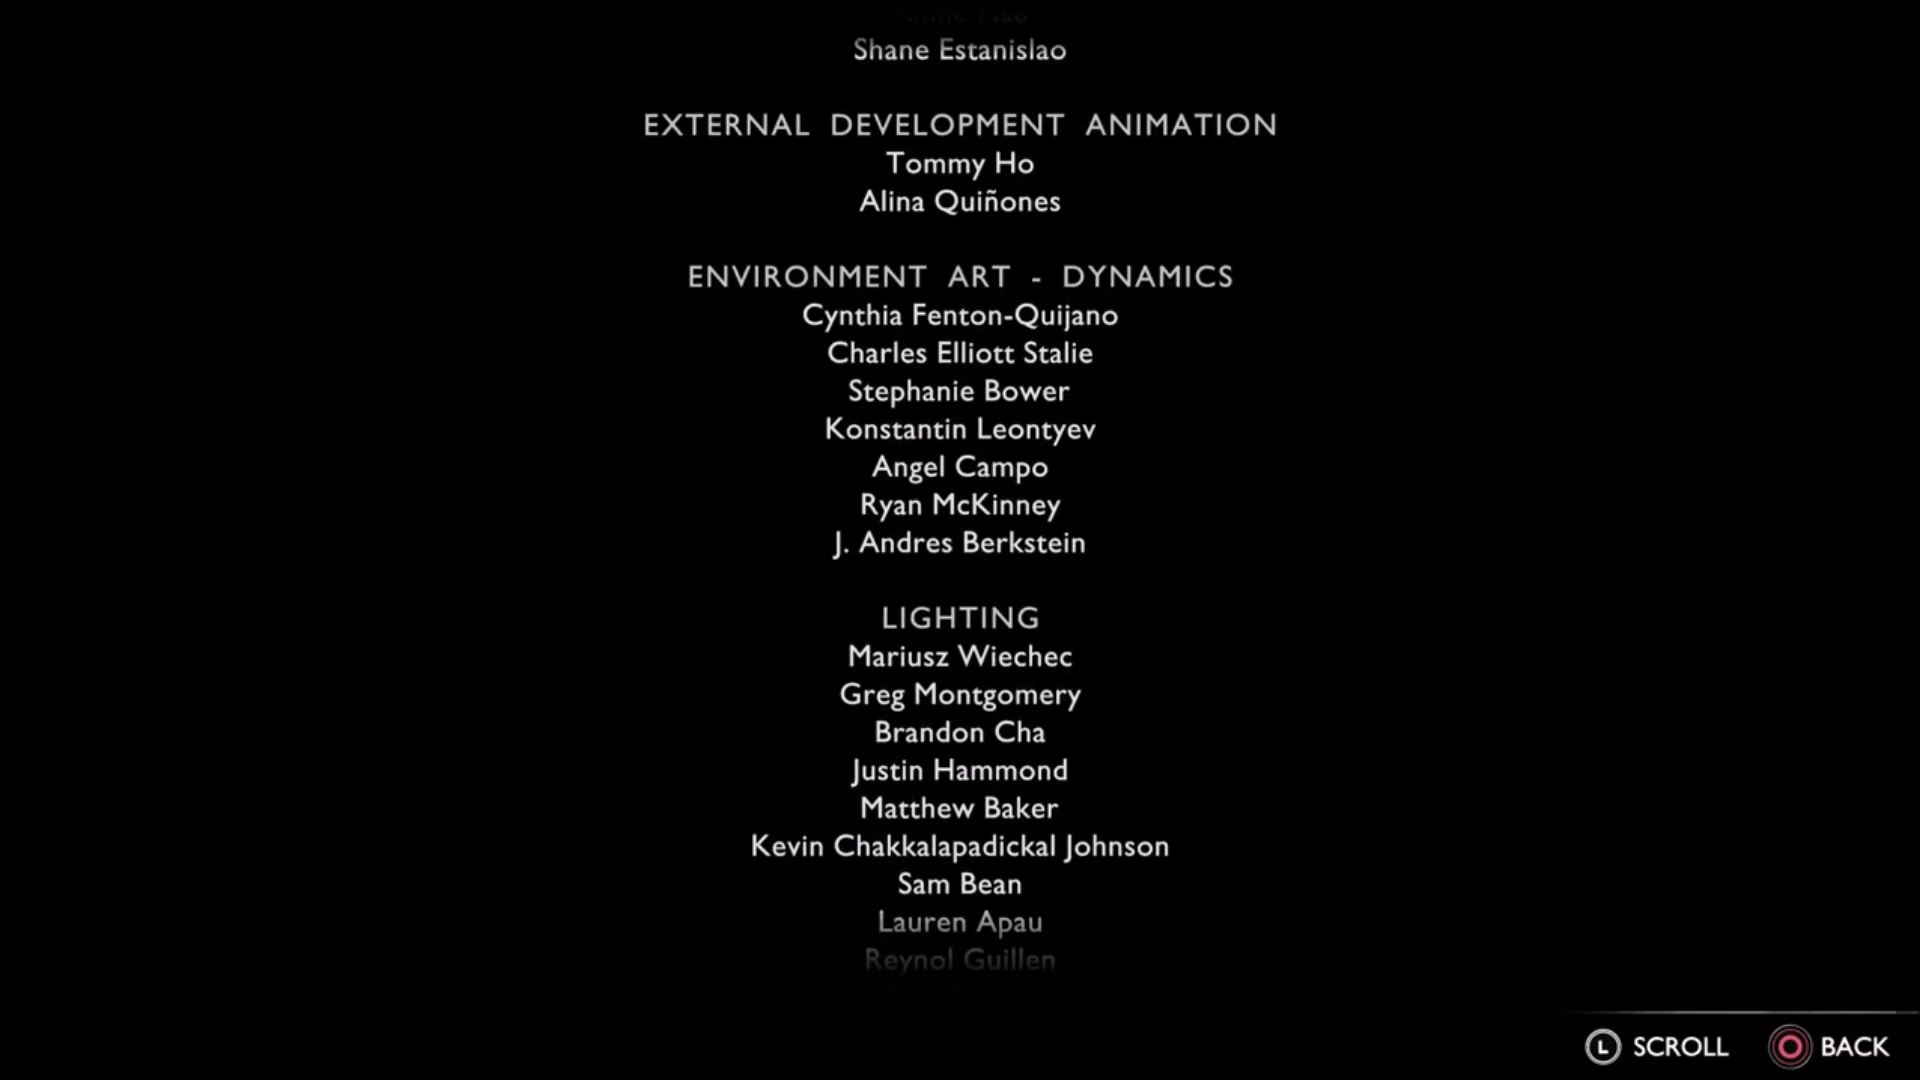 Shane Estanislao
EXTERNAL DEVELOPMENT ANIMATION
Tommy Ho
Alina Quiñones
ENVIRONMENT ART - DYNAMICS
Cynthia Fenton-Quijano
Charles Elliott Stalie
Stephanie Bower
Konstantin Leontyev
Angel Campo
Ryan McKinney
J. Andres Berkstein
LIGHTING
Mariusz Wiechec
Greg Montgomery
Brandon Cha
Justin Hammond
Matthew Baker
Kevin Chakkalapadickal Johnson
Sam Bean
Lauren Apau
Reynol Guillen
L SCROLL BACK